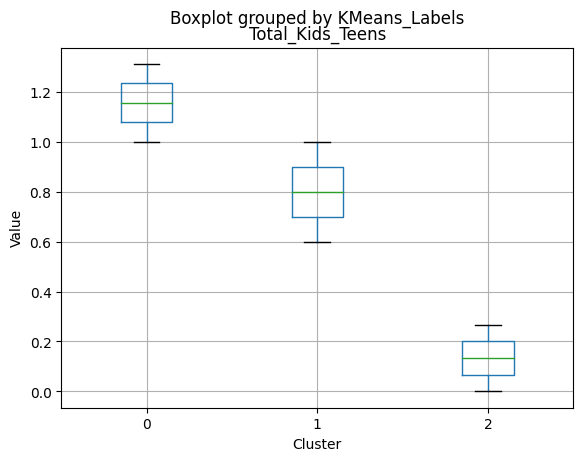 Boxplot grouped by KMeans_Labels
Total_Kids_Teens
1.2
1.0
0.8
0.6
0.4
0.2
0.0
Value
0 1 2
Cluster